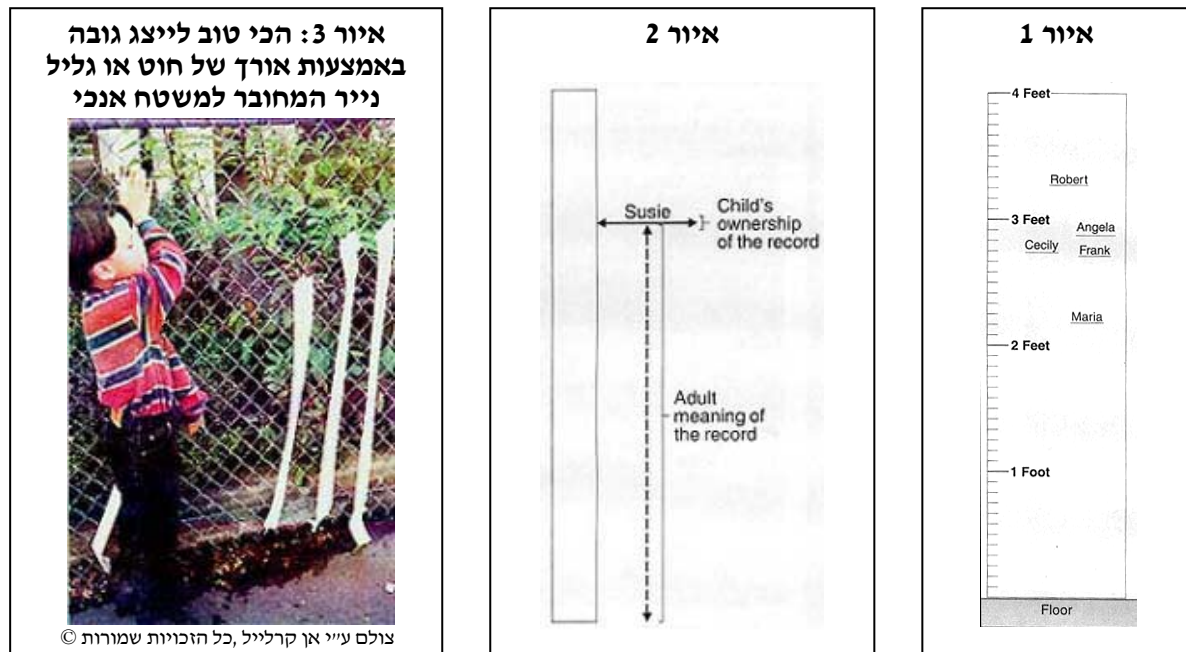 איור 1
4 Feet
Robert
3 Feet
Angela
Cecily
Frank
Maria
2 Feet
1 Foot
Floor
איור 2
Susie
Child's
ownership
of the record
Adult
meaning of
the record
איור 3: הכי טוב לייצג גובה
באמצעות אורך של חוט או גליל
נייר המחובר למשטח אנכי
צולם ע״י אן קרלייל ,כל הזכויות שמורות ©